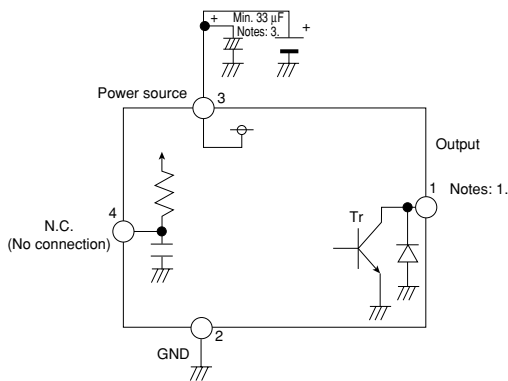 + Min. 33 µF +
Notes: 3.
Power source
3
Output
1 Notes: 1.
4
N.C.
(No connection)
Tr
2
GND